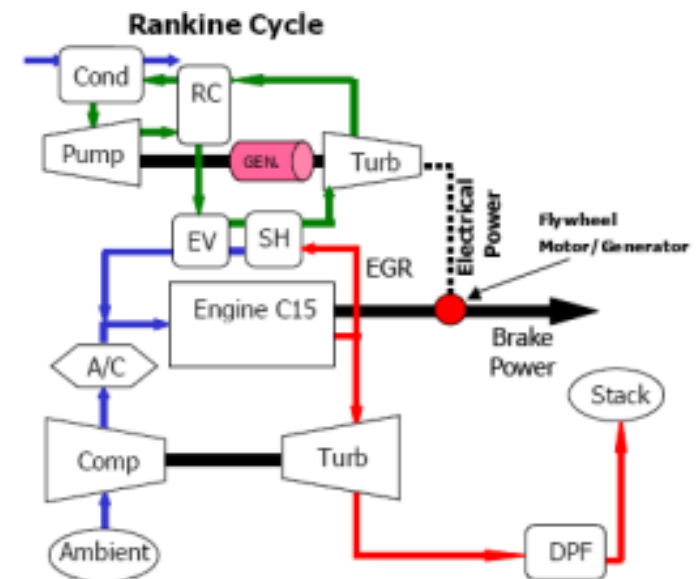 Rankine Cycle
Cond
RC
Pump
GEN.
Turb
EV
SH
Electrical
Power
Flywheel
Motor/Generator
EGR
Engine C15
Brake
Power
A/C
Stack
Comp
Turb
Ambient
DPF